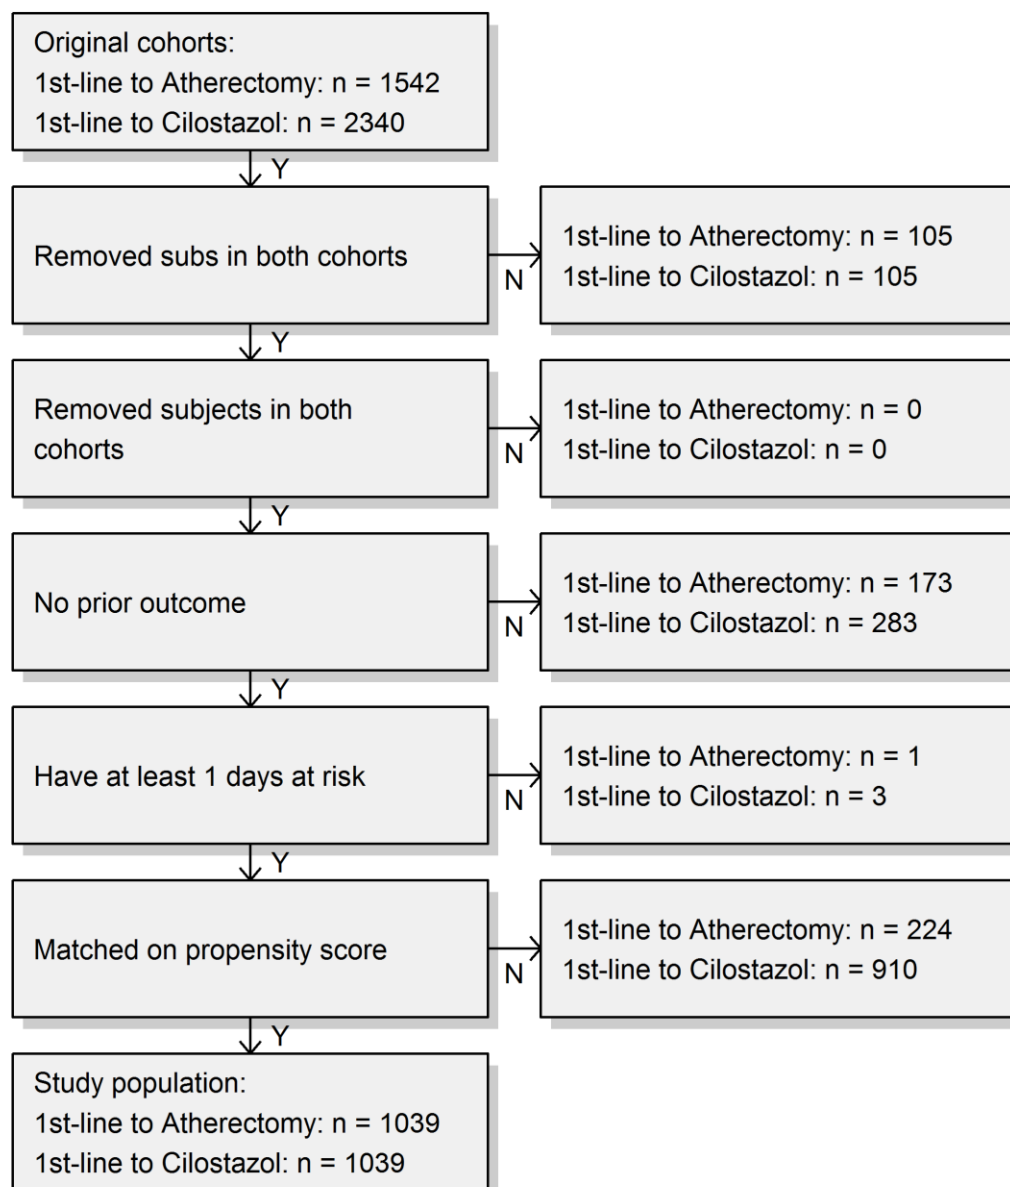 Original cohorts:
1st-line to Atherectomy: n = 1542
1st-line to Cilostazol: n = 2340
Y
Removed subs in both cohorts
N
1st-line to Atherectomy: n = 105
1st-line to Cilostazol: n = 105
Y
Removed subjects in both
cohorts
N
1st-line to Atherectomy: n = 0
1st-line to Cilostazol: n = 0
Y
No prior outcome
N
1st-line to Atherectomy: n = 173
1st-line to Cilostazol: n = 283
Y
Have at least 1 days at risk
N
1st-line to Atherectomy: n = 1
1st-line to Cilostazol: n = 3
Y
Matched on propensity score
N
1st-line to Atherectomy: n = 224
1st-line to Cilostazol: n = 910
Y
Study population:
1st-line to Atherectomy: n = 1039
1st-line to Cilostazol: n = 1039